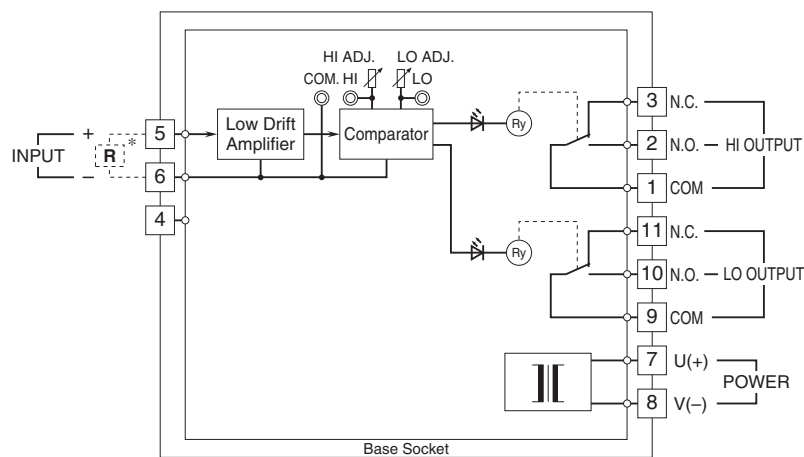 HI ADJ. LO ADJ.
COM. HI LO
5 Low Drift Amplifier Comparator Ry 3 N.C.
INPUT + R * − 2 N.O. HI OUTPUT
6 1 COM
4 11 N.C.
Ry 10 N.O. LO OUTPUT
9 COM
7 U(+)
POWER
8 V(−)
Base Socket